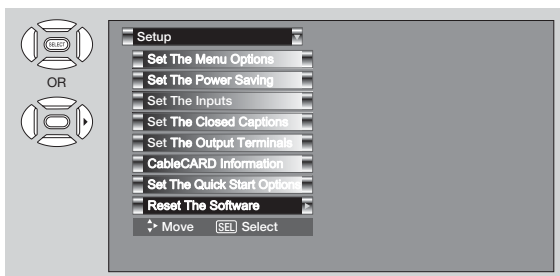 SELECT
OR
Setup
Set The Menu Options
Set The Power Saving
Set The Inputs
Set The Closed Captions
Set The Output Terminals
CableCARD Information
Set The Quick Start Options
Reset The Software
Move SEL Select